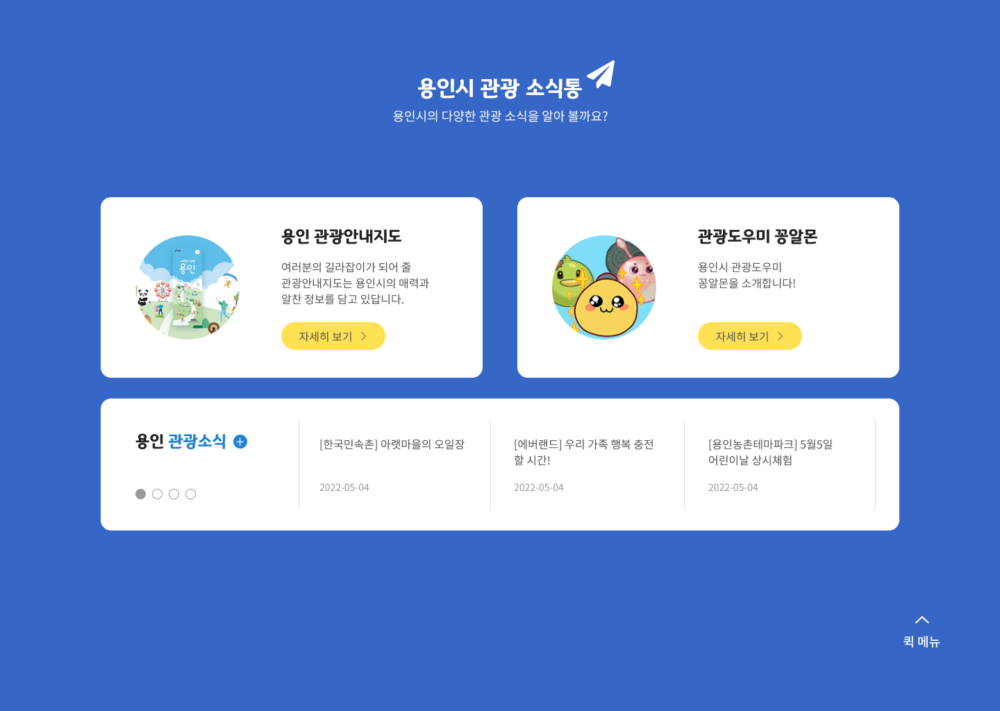 용인시 관광 소식통
용인시의 다양한 관광 소식을 알아 볼까요?
용인
용인 관광안내지도
여러분의 길라잡이가 되어 줄
관광안내지도는 용인시의 매력과
알찬 정보를 담고 있답니다.
자세히 보기
관광도우미 꽁알몬
용인시 관광도우미
꽁알몬을 소개합니다!
자세히 보기
용인 관광소식
[한국민속촌] 아랫마을의 오일장
2022-05-04
[에버랜드] 우리 가족 행복 충전
할 시간!
2022-05-04
[용인농촌테마파크] 5월5일
어린이날 상시체험
2022-05-04
퀵 메뉴